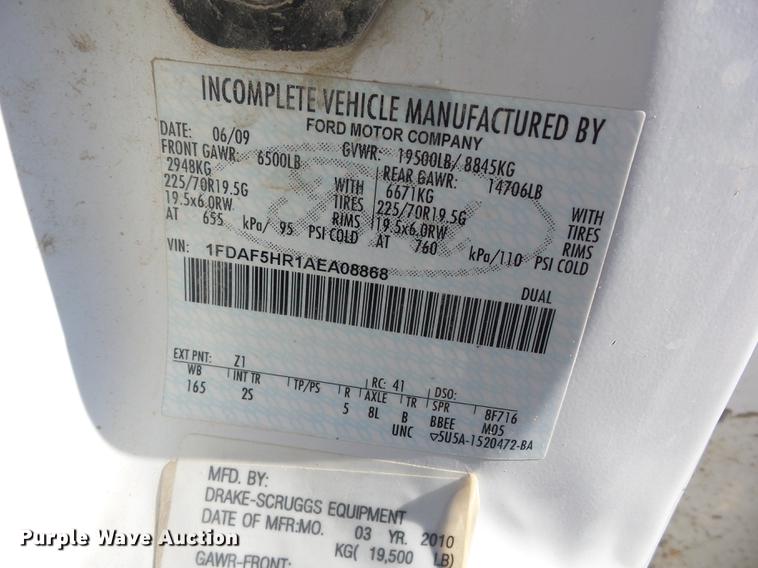 INCOMPLETE VEHICLE MANUFACTURED BY
FORD MOTOR COMPANY
DATE: 06/09 GVWR: 19500LB/ 8845KG
FRONT GAWR: 6500LB REAR GAWR: 14706LB
2948KG WITH 6671KG WITH
225/70R19.5G TIRES 225/70R19.5G TIRES
19.5x6.0RW RIMS 19.5x6.0RW RIMS
AT 655 kPa/ 95 PSI COLD AT 760 kPa/110 PSI COLD
VIN: 1FDAF5HR1AEA08868
DUAL
EXT PNT: Z1 RC: 41 DSO:
WB INT TR TP/PS R AXLE TR SPR 8F716
165 2S 5 8L B BBEE M05
UNC 5U5A-1520472-BA
MFD. BY:
DRAKE-SCRUGGS EQUIPMENT
DATE OF MFR:MO. 03 YR. 2010
GAWR-FRONT: KG( 19,500 LB)
Purple Wave Auction